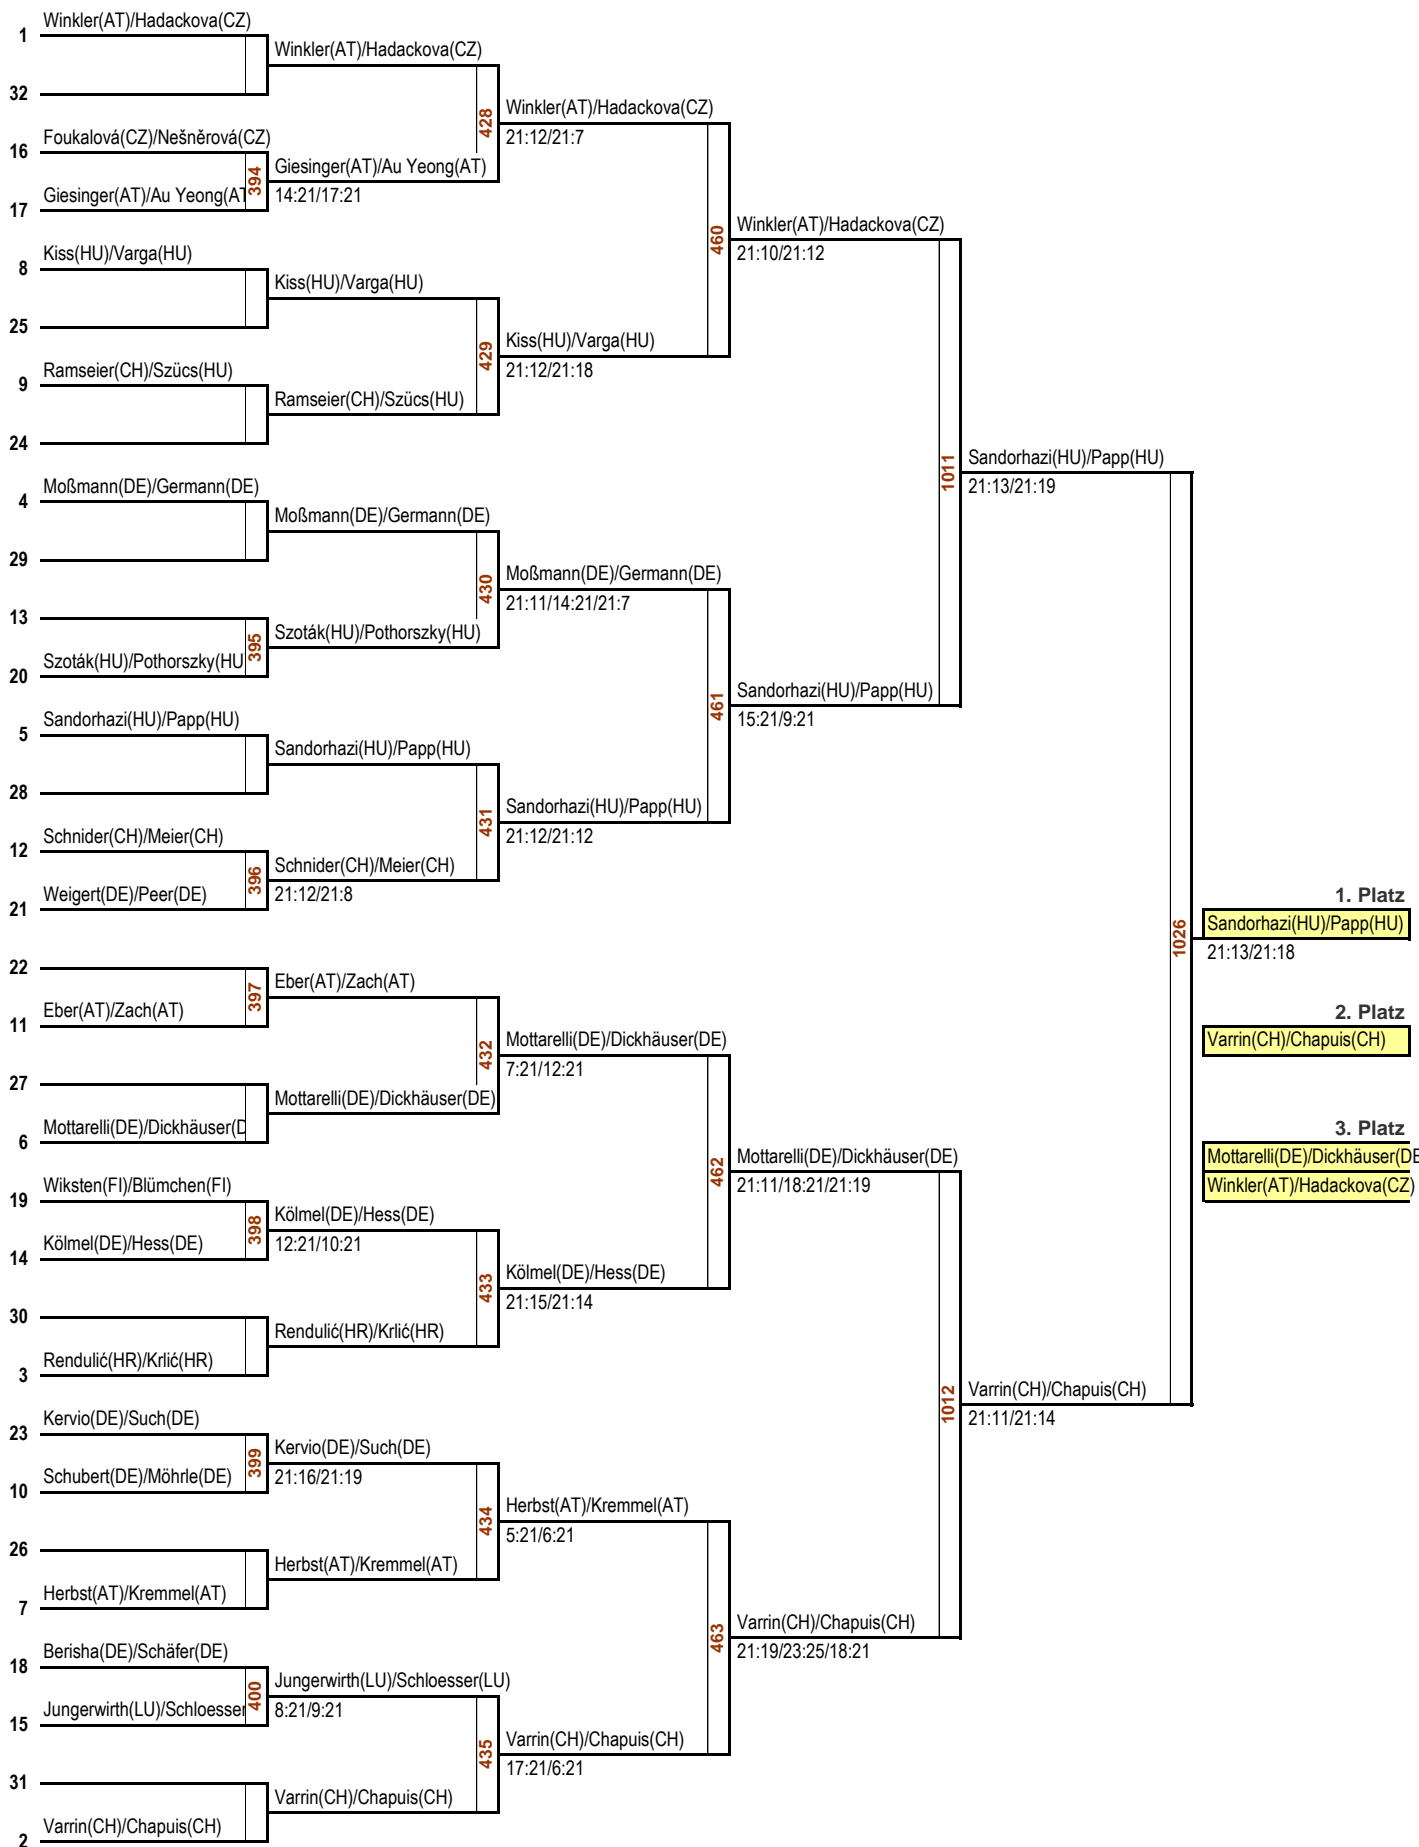 Winkler(AT)/Hadackova(CZ)
1
Winkler(AT)/Hadackova(CZ)
32
428
Winkler(AT)/Hadackova(CZ)
21:12/21:7
Foukalová(CZ)/Nešněrová(CZ)
16
394
Giesinger(AT)/Au Yeong(AT)
14:21/17:21
Giesinger(AT)/Au Yeong(AT
17
460
Winkler(AT)/Hadackova(CZ)
21:10/21:12
Kiss(HU)/Varga(HU)
8
Kiss(HU)/Varga(HU)
25
429
Kiss(HU)/Varga(HU)
21:12/21:18
Ramseier(CH)/Szücs(HU)
9
Ramseier(CH)/Szücs(HU)
24
1011
Sandorhazi(HU)/Papp(HU)
21:13/21:19
Moßmann(DE)/Germann(DE)
4
Moßmann(DE)/Germann(DE)
29
430
Moßmann(DE)/Germann(DE)
21:11/14:21/21:7
13
395
Szoták(HU)/Pothorszky(HU)
Szoták(HU)/Pothorszky(HU
20
461
Sandorhazi(HU)/Papp(HU)
15:21/9:21
Sandorhazi(HU)/Papp(HU)
5
Sandorhazi(HU)/Papp(HU)
28
431
Sandorhazi(HU)/Papp(HU)
21:12/21:12
Schnider(CH)/Meier(CH)
12
396
Schnider(CH)/Meier(CH)
21:12/21:8
Weigert(DE)/Peer(DE)
21
1. Platz
1026
Sandorhazi(HU)/Papp(HU)
21:13/21:18
22
397
Eber(AT)/Zach(AT)
Eber(AT)/Zach(AT)
11
2. Platz
Varrin(CH)/Chapuis(CH)
432
Mottarelli(DE)/Dickhäuser(DE)
7:21/12:21
27
Mottarelli(DE)/Dickhäuser(DE)
Mottarelli(DE)/Dickhäuser(D
6
3. Platz
Mottarelli(DE)/Dickhäuser(DE
Winkler(AT)/Hadackova(CZ)
462
Mottarelli(DE)/Dickhäuser(DE)
21:11/18:21/21:19
Wiksten(FI)/Blümchen(FI)
19
398
Kölmel(DE)/Hess(DE)
12:21/10:21
Kölmel(DE)/Hess(DE)
14
433
Kölmel(DE)/Hess(DE)
21:15/21:14
30
Rendulić(HR)/Krlić(HR)
Rendulić(HR)/Krlić(HR)
3
1012
Varrin(CH)/Chapuis(CH)
21:11/21:14
Kervio(DE)/Such(DE)
23
399
Kervio(DE)/Such(DE)
21:16/21:19
Schubert(DE)/Möhrle(DE)
10
434
Herbst(AT)/Kremmel(AT)
5:21/6:21
26
Herbst(AT)/Kremmel(AT)
Herbst(AT)/Kremmel(AT)
7
463
Varrin(CH)/Chapuis(CH)
21:19/23:25/18:21
Berisha(DE)/Schäfer(DE)
18
400
Jungerwirth(LU)/Schloesser(LU)
8:21/9:21
Jungerwirth(LU)/Schloesser
15
435
Varrin(CH)/Chapuis(CH)
17:21/6:21
31
Varrin(CH)/Chapuis(CH)
Varrin(CH)/Chapuis(CH)
2